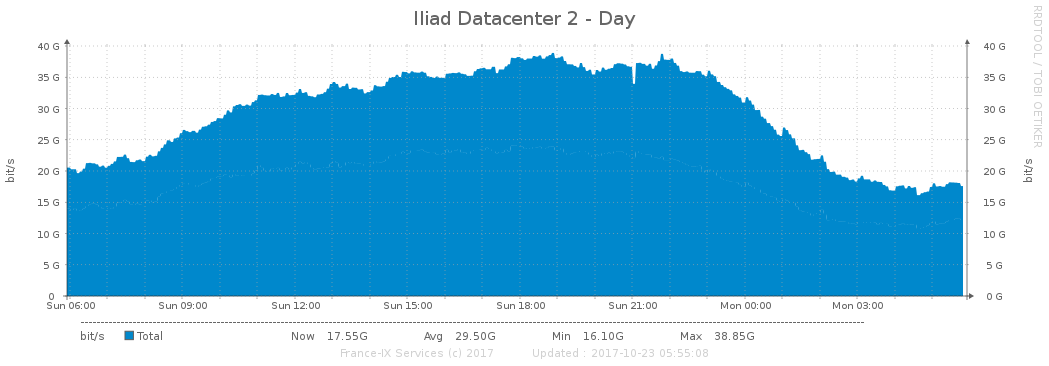 Iliad Datacenter 2 - Day
RRDTOOL / TOBI OETIKER
bit/s
40 G
35 G
30 G
25 G
20 G
15 G
10 G
5 G
0
40 G
35 G
30 G
25 G
20 G
15 G
10 G
5 G
0 G
bit/s
Sun 06:00 Sun 09:00 Sun 12:00 Sun 15:00 Sun 18:00 Sun 21:00 Mon 00:00 Mon 03:00
bit/s Total Now 17.55G Avg 29.50G Min 16.10G Max 38.85G
France-IX Services (c) 2017 Updated : 2017-10-23 05:55:08